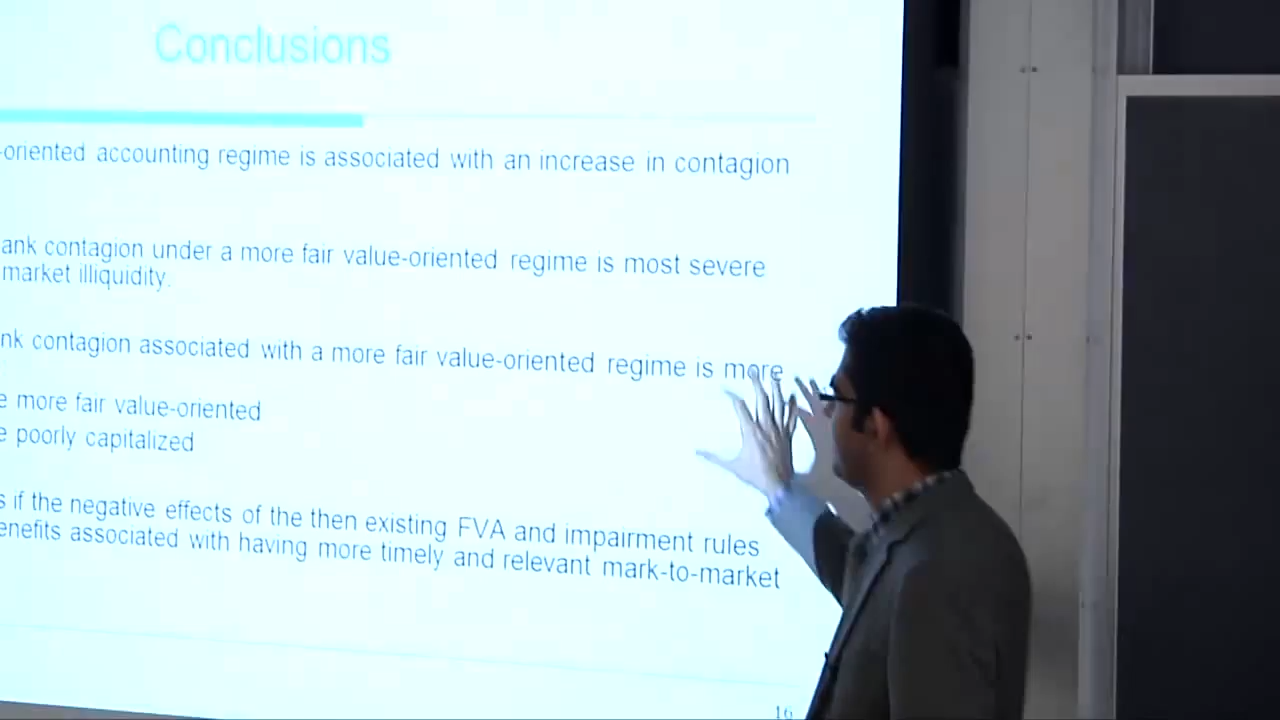 Conclusions
-oriented accounting regime is associated with an increase in contagion
ank contagion under a more fair value-oriented regime is most severe
market illiquidity.
nk contagion associated with a more fair value-oriented regime is more
e more fair value-oriented
e poorly capitalized
s if the negative effects of the then existing FVA and impairment rules
enefits associated with having more timely and relevant mark-to-market
16